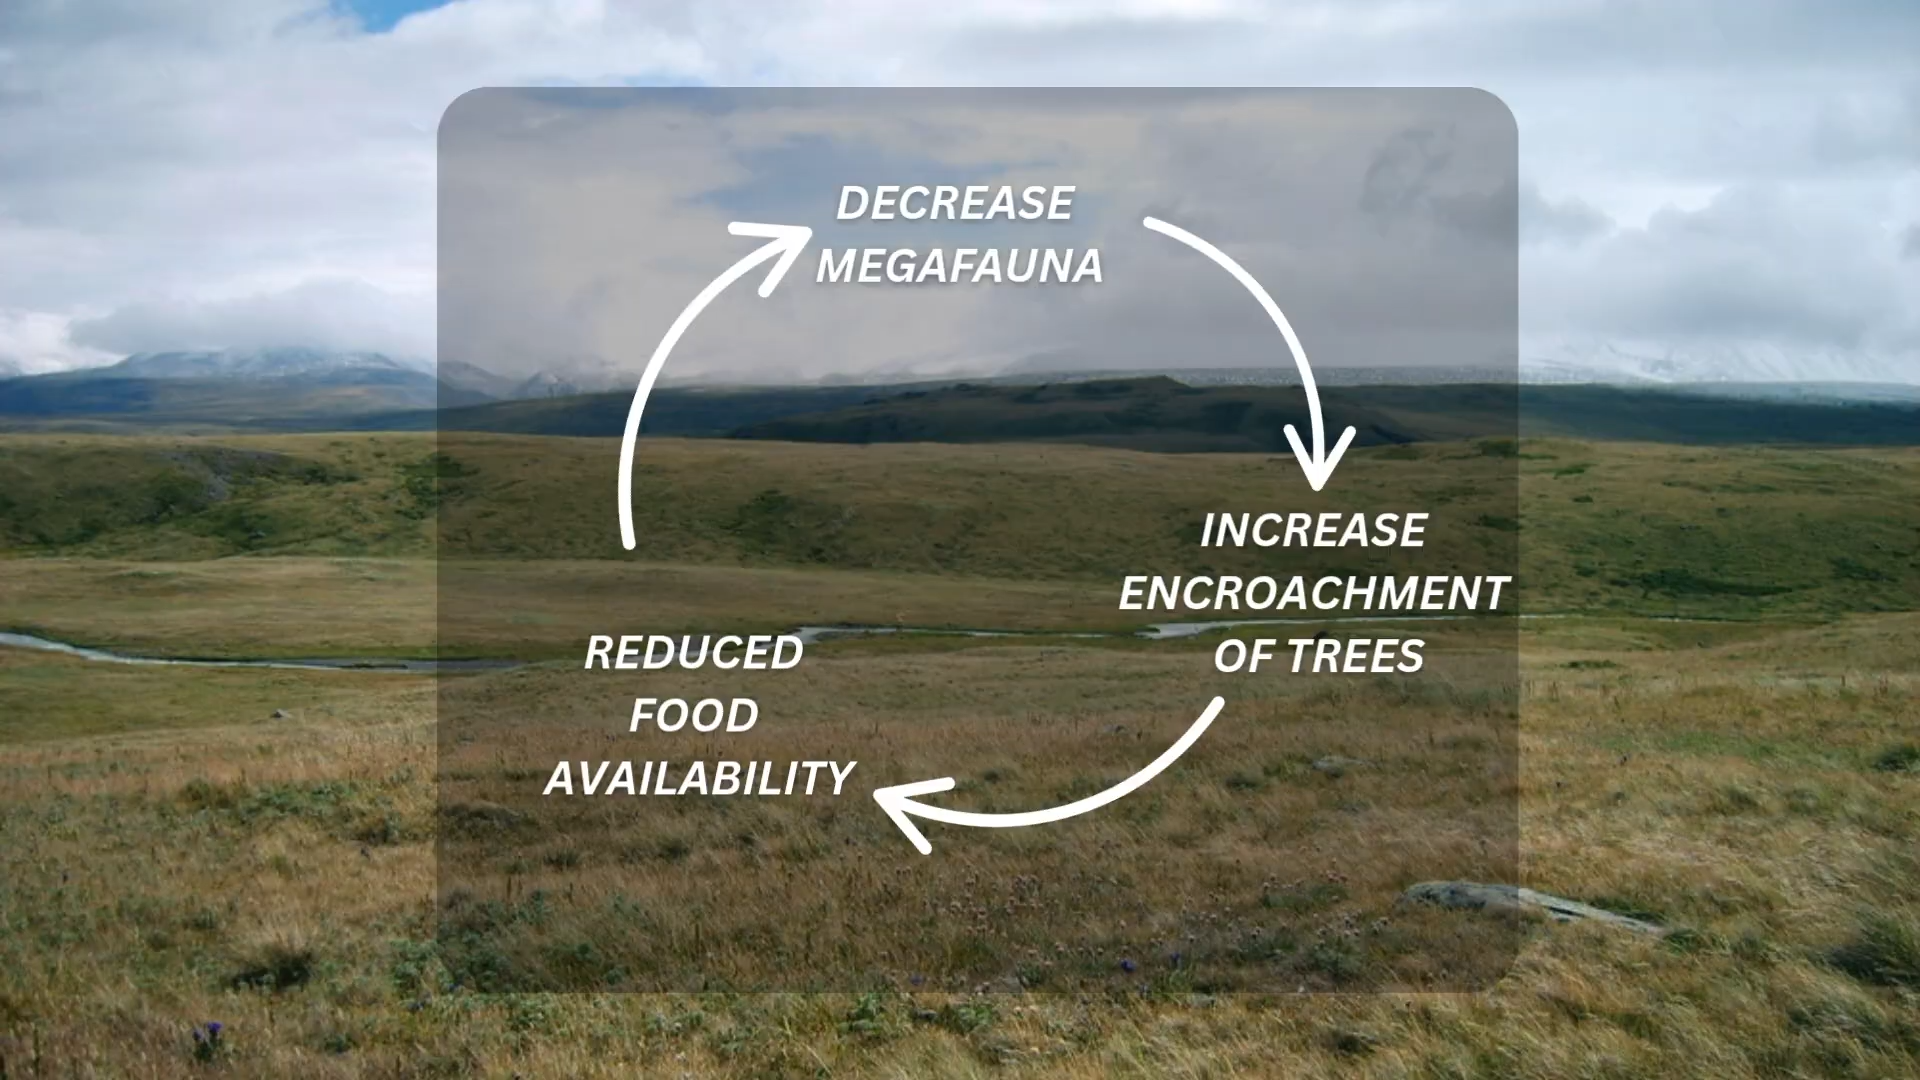 DECREASE
MEGAFAUNA
INCREASE
ENCROACHMENT
OF TREES
REDUCED
FOOD
AVAILABILITY